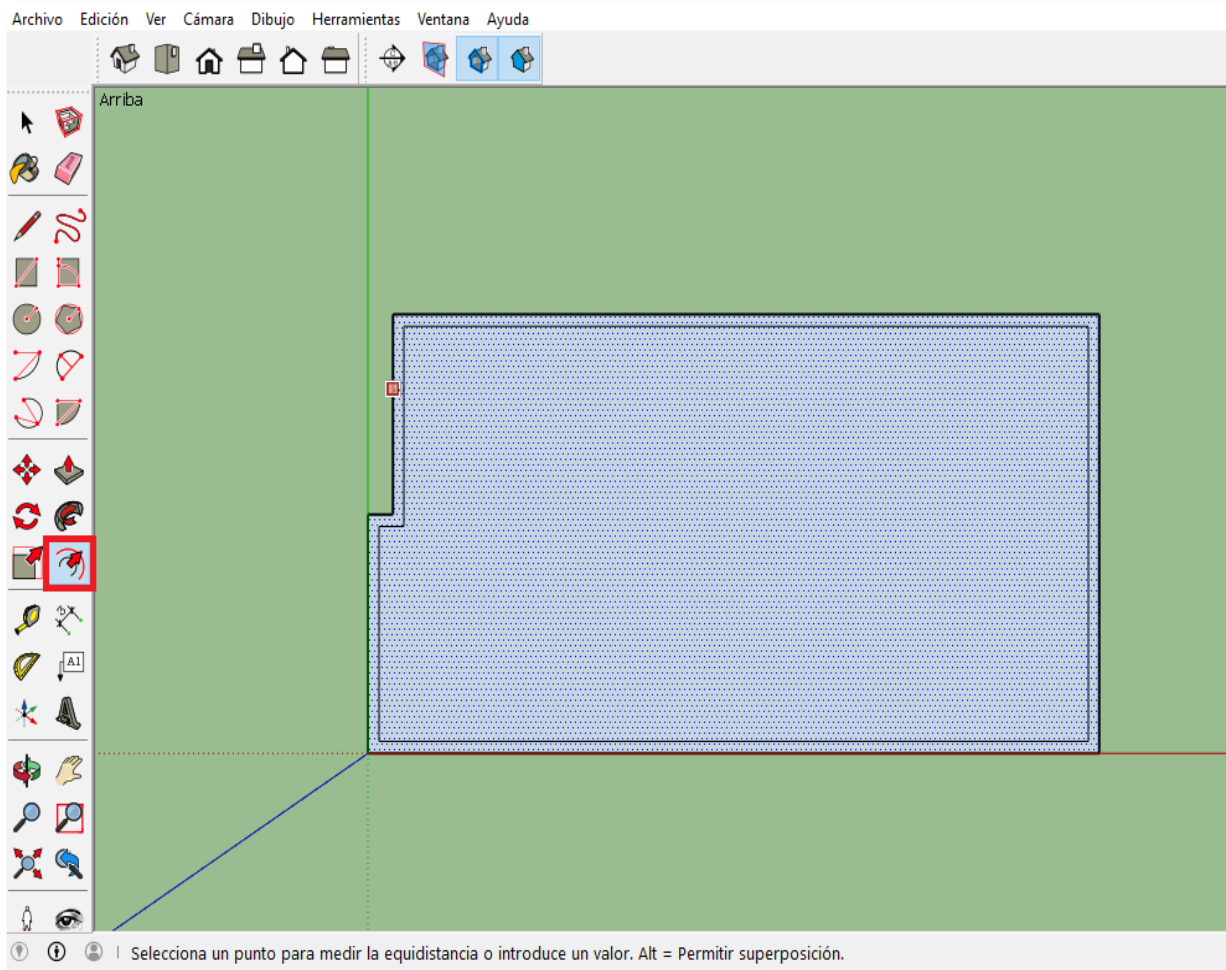 Archivo Edición Ver Cámara Dibujo Herramientas Ventana Ayuda
Arriba
A1
Selecciona un punto para medir la equidistancia o introduce un valor. Alt = Permitir superposición.